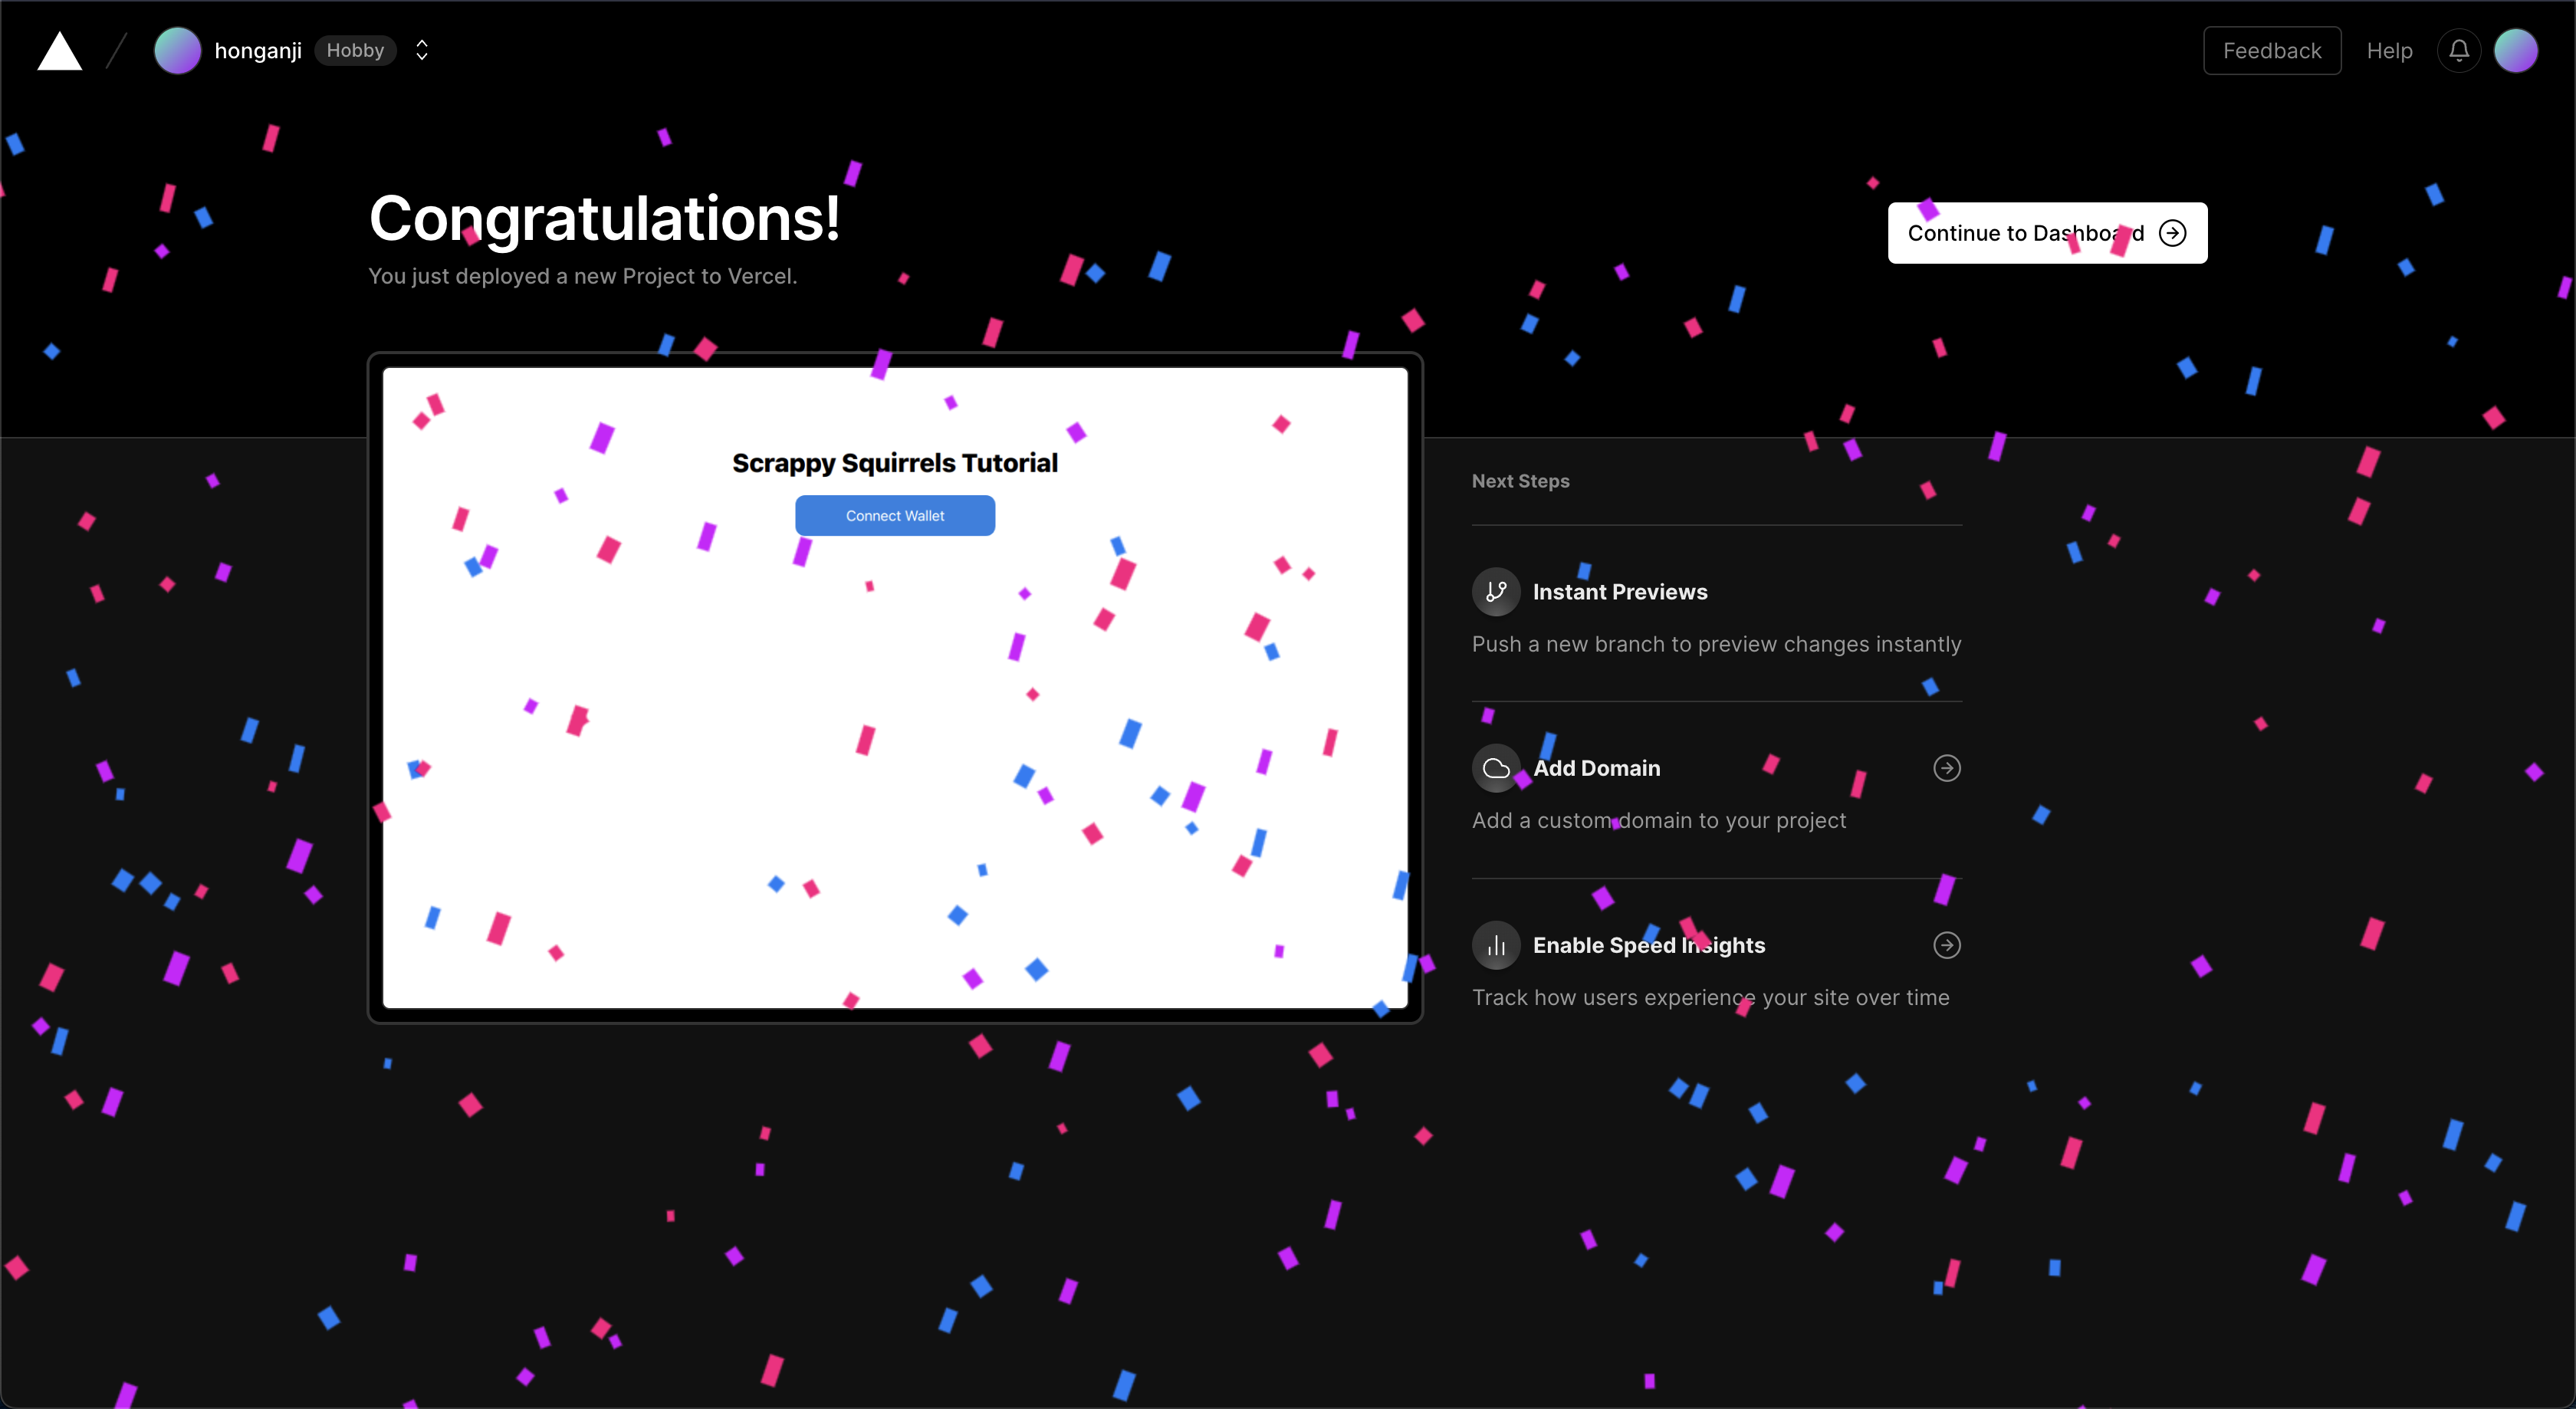 honganji Hobby
Feedback Help
Congratulations!
You just deployed a new Project to Vercel.
Continue to Dashboard
Scrappy Squirrels Tutorial
Connect Wallet
Next Steps
Instant Previews
Push a new branch to preview changes instantly
Add Domain
Add a custom domain to your project
Enable Speed Insights
Track how users experience your site over time